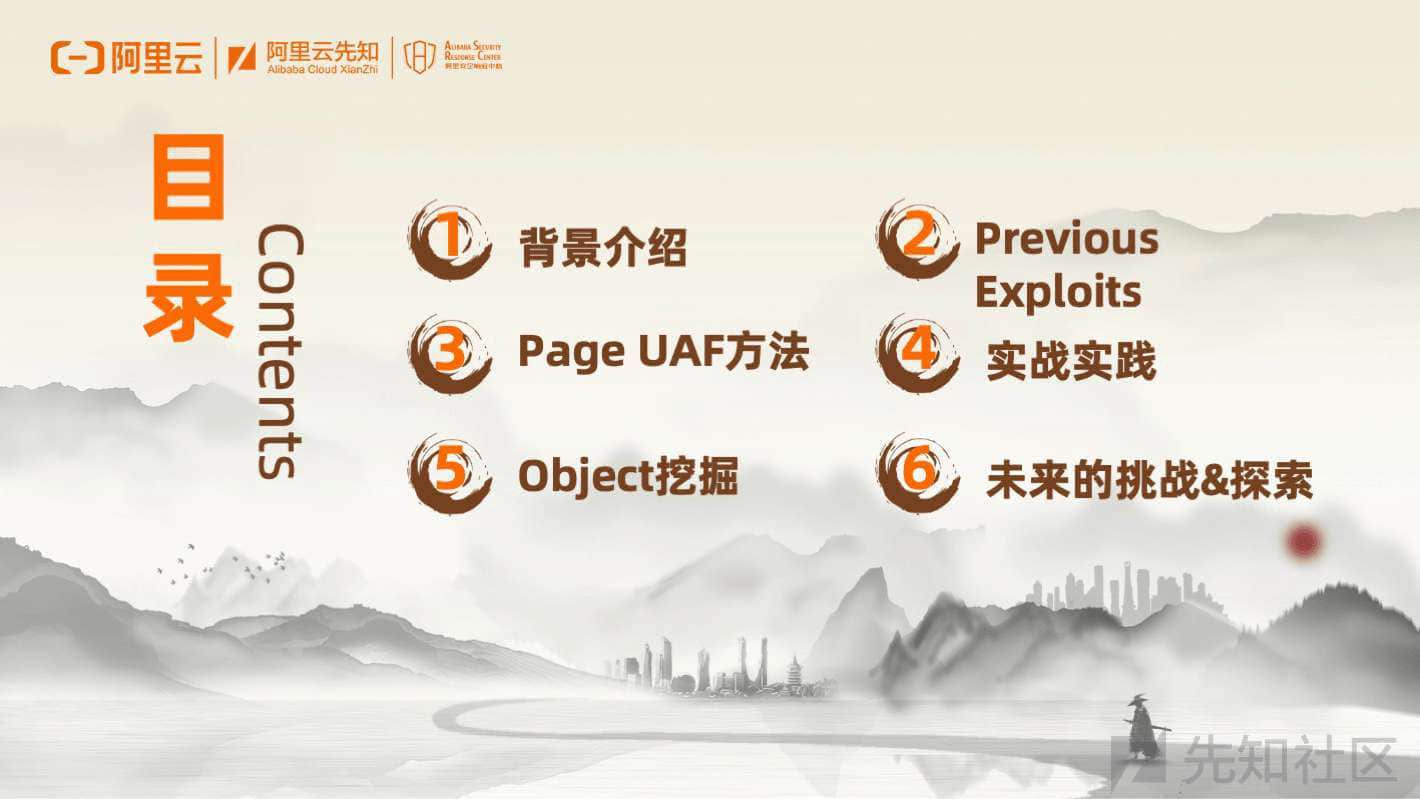 阿里云
阿里云先知
Alibaba Cloud XianZhi
ALIBABA SECURITY
RESPONSE CENTER
阿里安全响应中心
目录
Contents
1
背景介绍
2
Previous
Exploits
3
Page UAF方法
4
实战实践
5
Object挖掘
6
未来的挑战&探索
先知社区